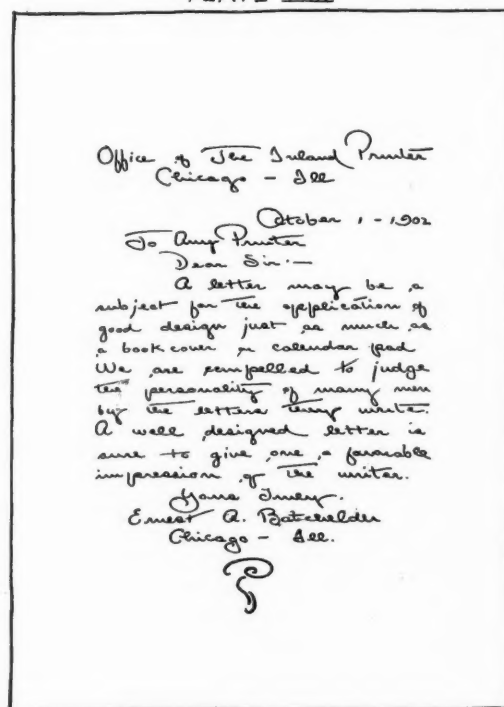 Office of The Inland Printer
Chicago - Ill
October 1 - 1902
To Any Printer
Dear Sir:—
A letter may be a
subject for the application of
good design just as much as
a book cover or calendar pad
We are compelled to judge
the personality of many men
by the letters they write.
A well designed letter is
sure to give one a favorable
impression of the writer.
Yours Truly.
Ernest A. Batchelder
Chicago - Ill.